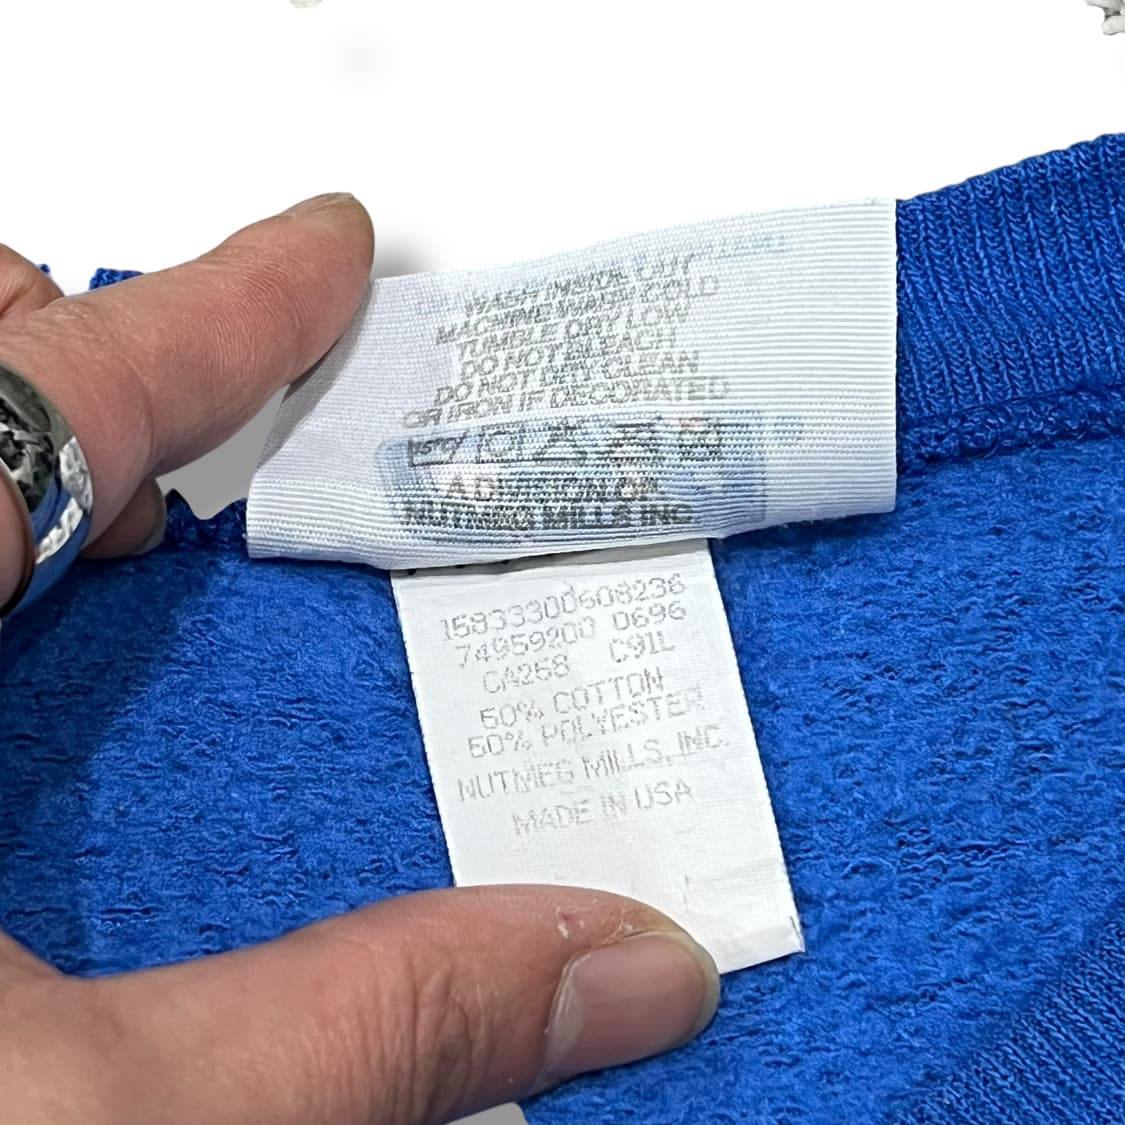 WASH INSIDE OUT
MACHINE WASH COLD
TUMBLE DRY LOW
DO NOT BLEACH
DO NOT DRY CLEAN
OR IRON IF DECORATED
A DIVISION OF
NUTMEG MILLS INC.
15833300608236
74959200 0696
CA258 C91L
50% COTTON
50% POLYESTER
NUTMEG MILLS, INC.
MADE IN USA